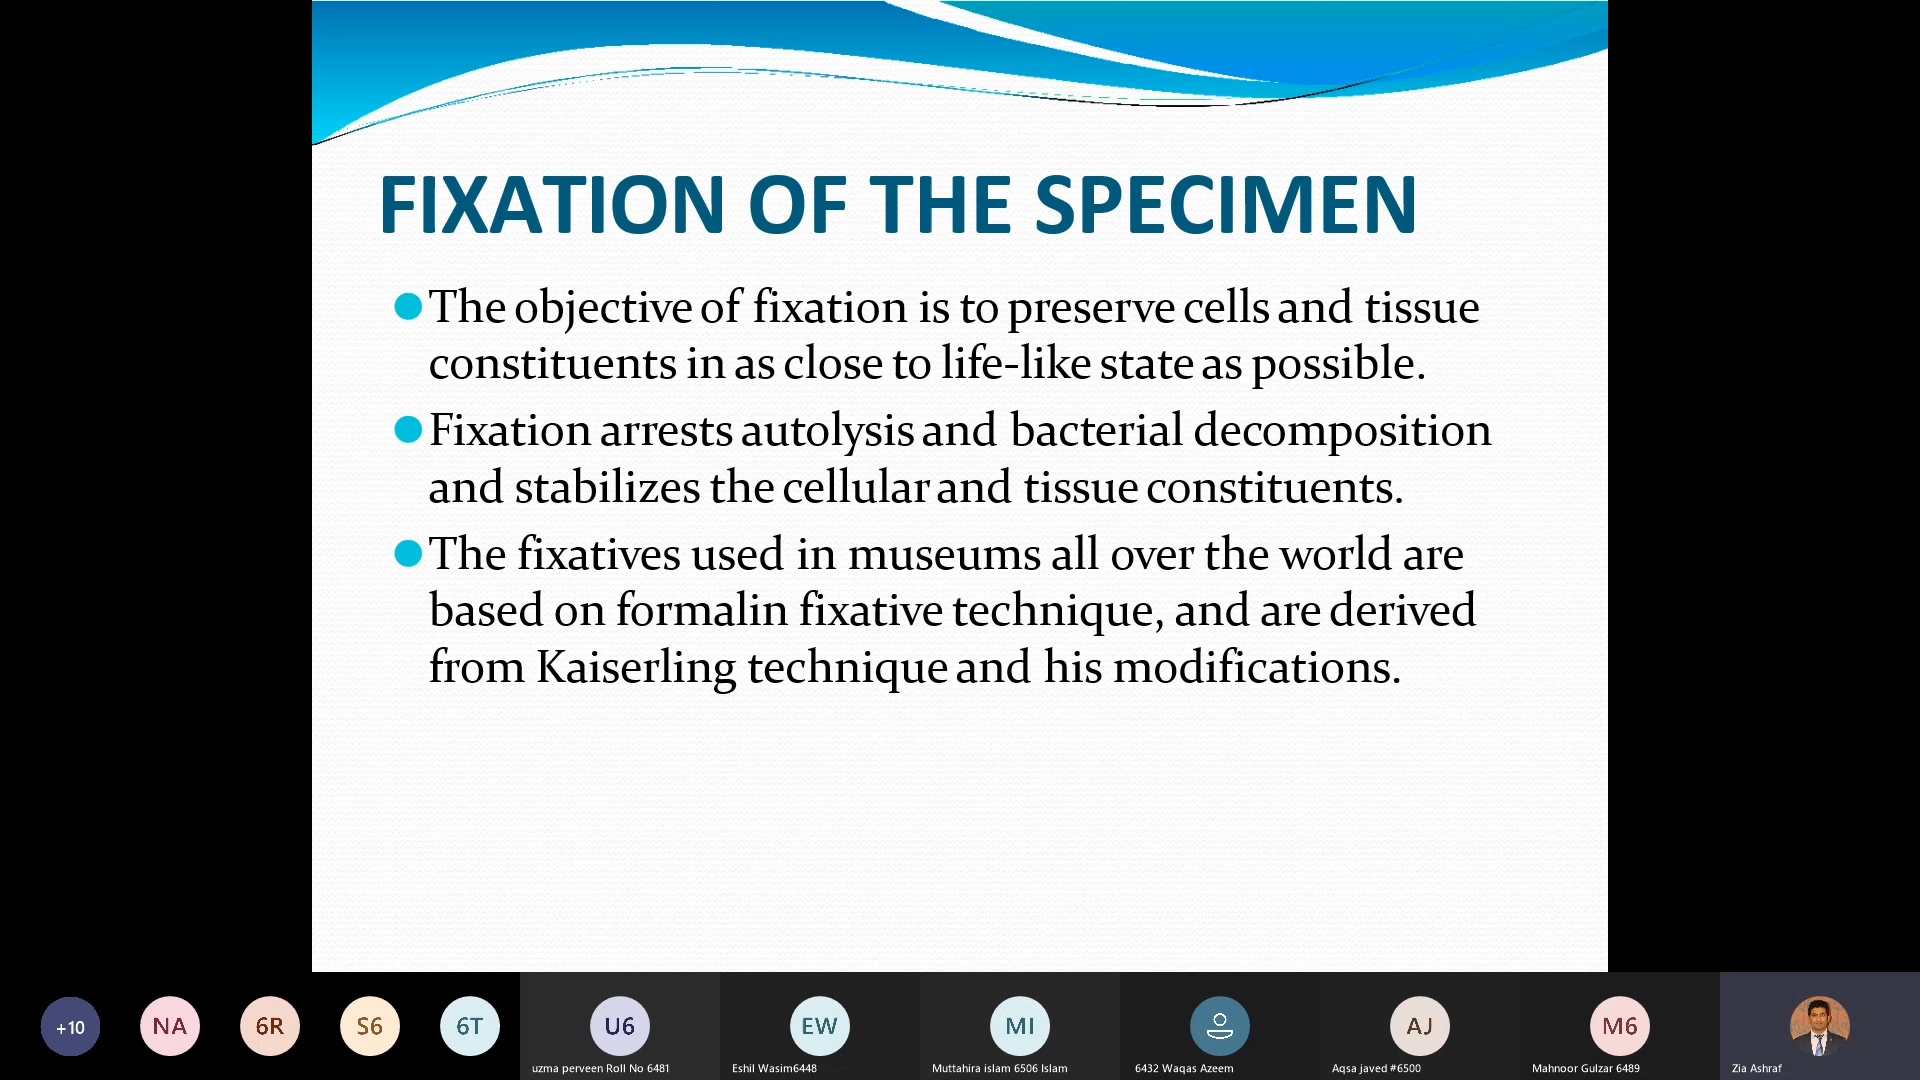 FIXATION OF THE SPECIMEN
The objective of fixation is to preserve cells and tissue
constituents in as close to life-like state as possible.
Fixation arrests autolysis and bacterial decomposition
and stabilizes the cellular and tissue constituents.
The fixatives used in museums all over the world are
based on formalin fixative technique, and are derived
from Kaiserling technique and his modifications.
+10 NA 6R S6 6T U6 EW MI AJ M6
uzma perveen Roll No 6481 Eshil Wasim6448 Muttahira islam 6506 Islam 6432 Waqas Azeem Aqsa javed #6500 Mahnoor Gulzar 6489 Zia Ashraf